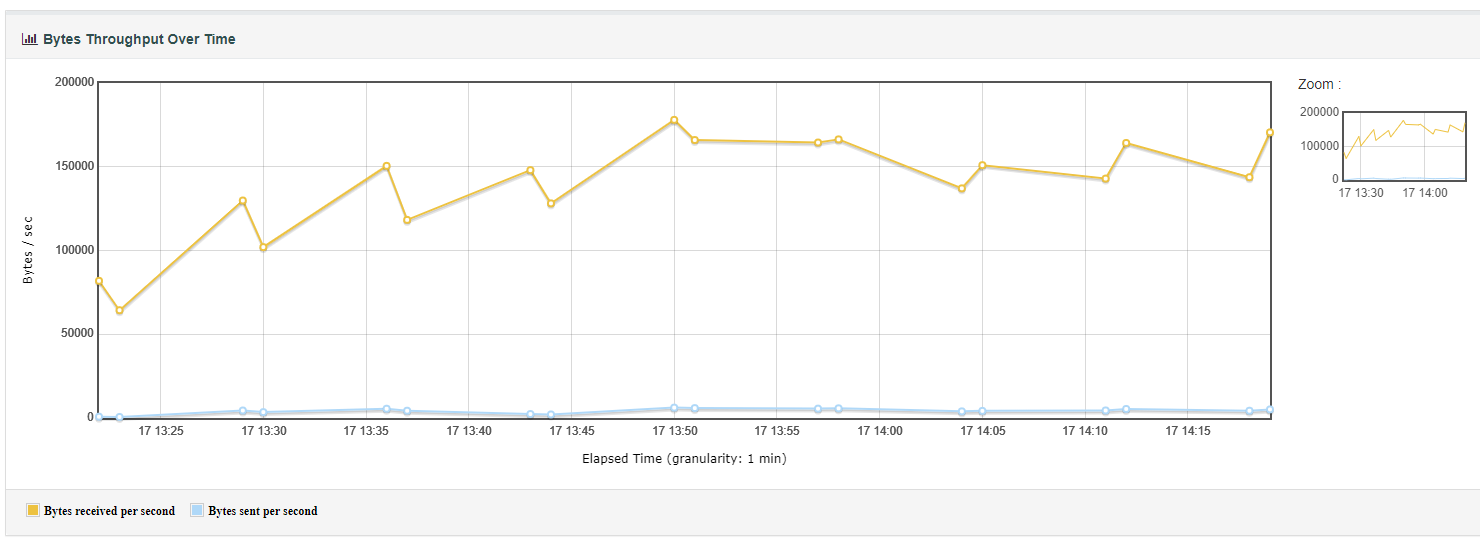 Bytes Throughput Over Time
200000
150000
100000
50000
0
Bytes / sec
17 13:25 17 13:30 17 13:35 17 13:40 17 13:45 17 13:50 17 13:55 17 14:00 17 14:05 17 14:10 17 14:15
Elapsed Time (granularity: 1 min)
Zoom :
200000
100000
0
17 13:30 17 14:00
Bytes received per second Bytes sent per second